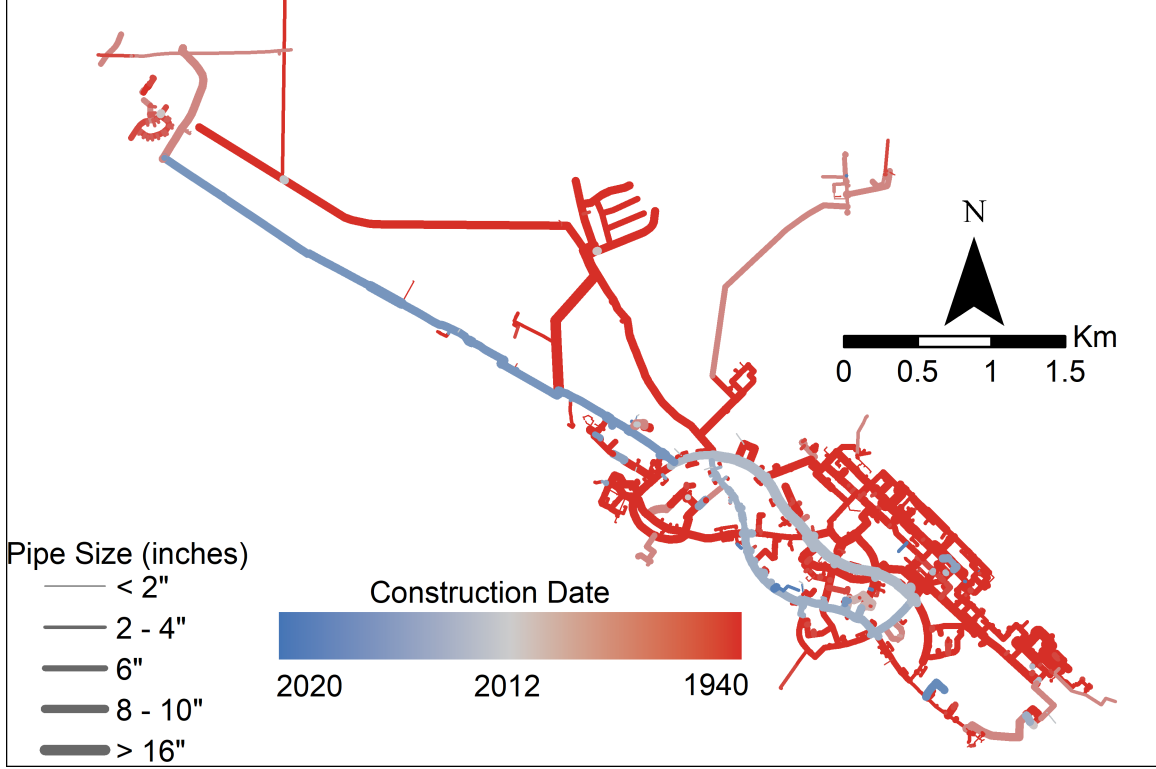 N
Km
0 0.5 1 1.5
Pipe Size (inches)
< 2"
2 - 4"
6"
8 - 10"
> 16"
Construction Date
2020 2012 1940